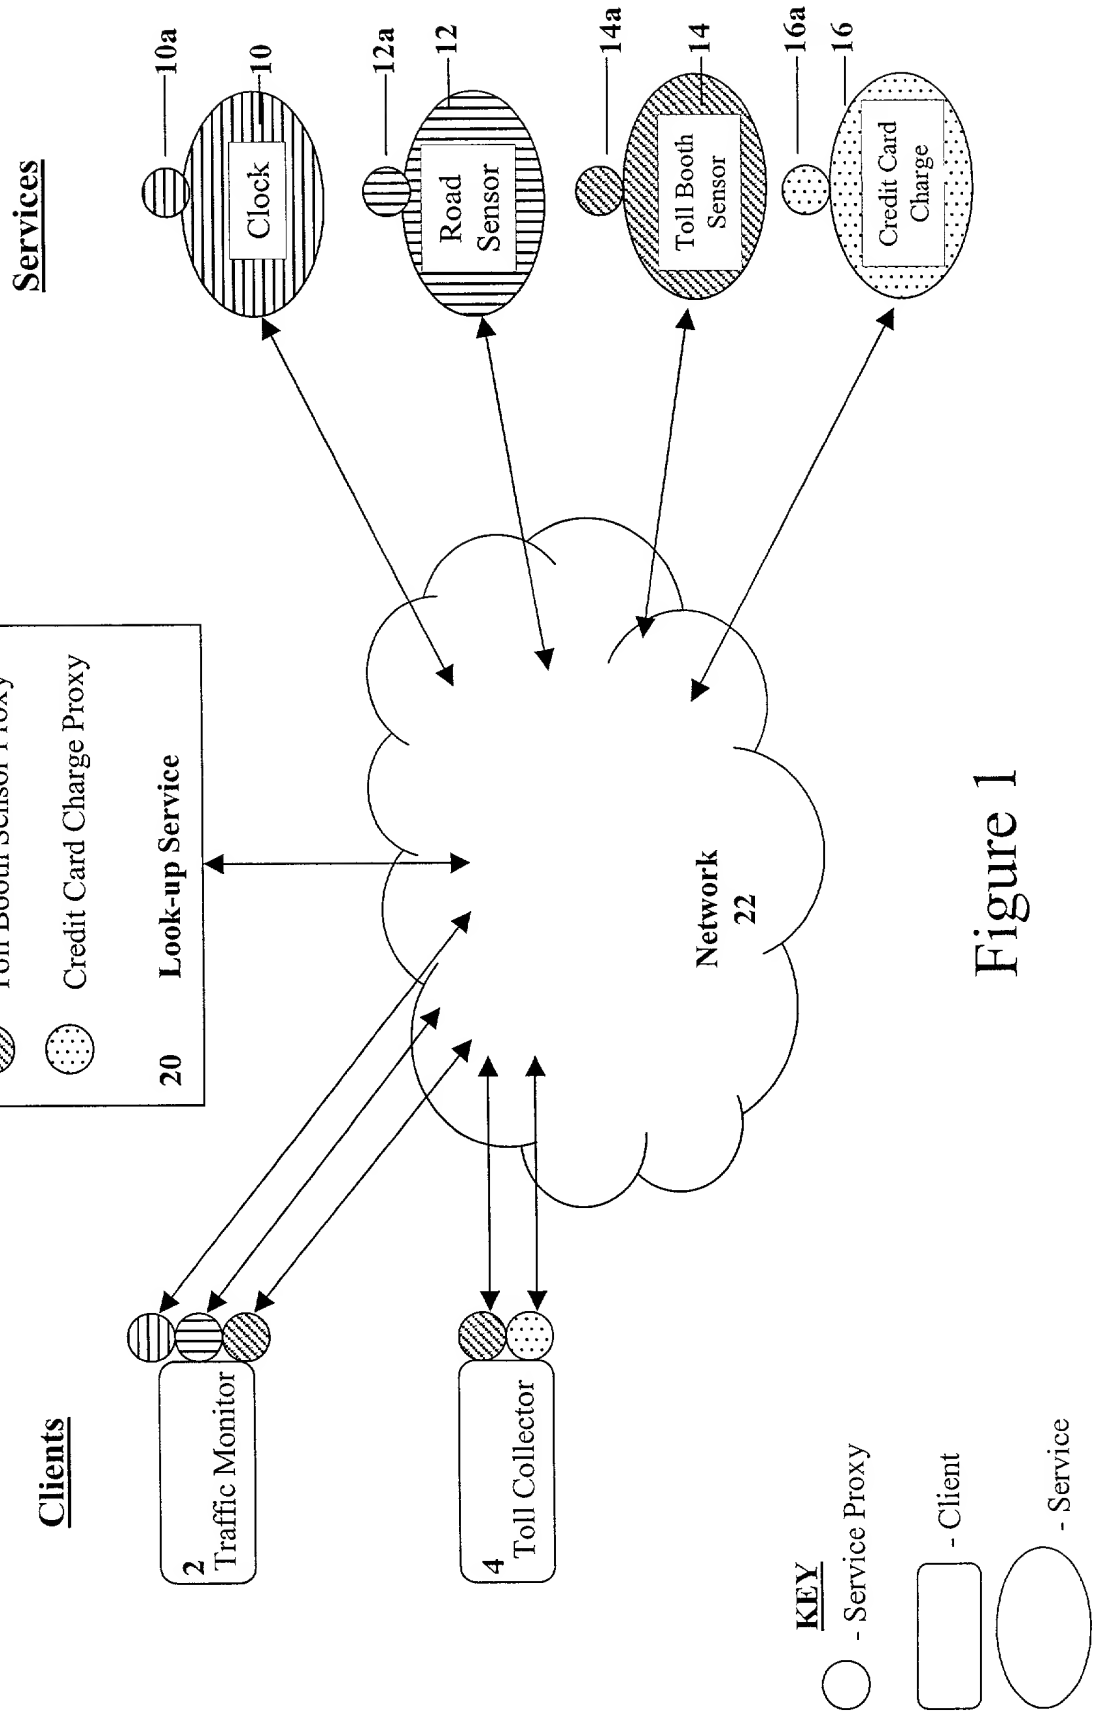 Toll Booth Sensor Proxy
Services
Clients
Credit Card Charge Proxy
20 Look-up Service
10a
10
Clock
2
Traffic Monitor
12a
12
Road
Sensor
4
Toll Collector
14a
14
Toll Booth
Sensor
Network
22
16a
16
Credit Card
Charge
KEY
- Service Proxy
- Client
- Service
Figure 1